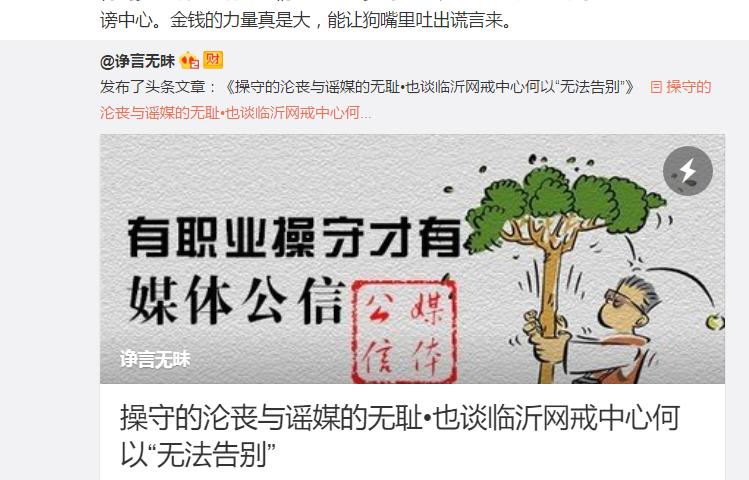 谤中心。金钱的力量真是大，能让狗嘴里吐出谎言来。
@诤言无昧 财
发布了头条文章：《操守的沦丧与谣媒的无耻•也谈临沂网戒中心何以“无法告别”》 操守的
沦丧与谣媒的无耻•也谈临沂网戒中心何...
有职业操守才有
媒体公信
公媒
信体
诤言无昧
操守的沦丧与谣媒的无耻•也谈临沂网戒中心何
以“无法告别”